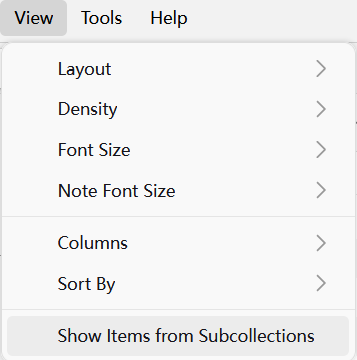 View Tools Help
Layout
Density
Font Size
Note Font Size
Columns
Sort By
Show Items from Subcollections